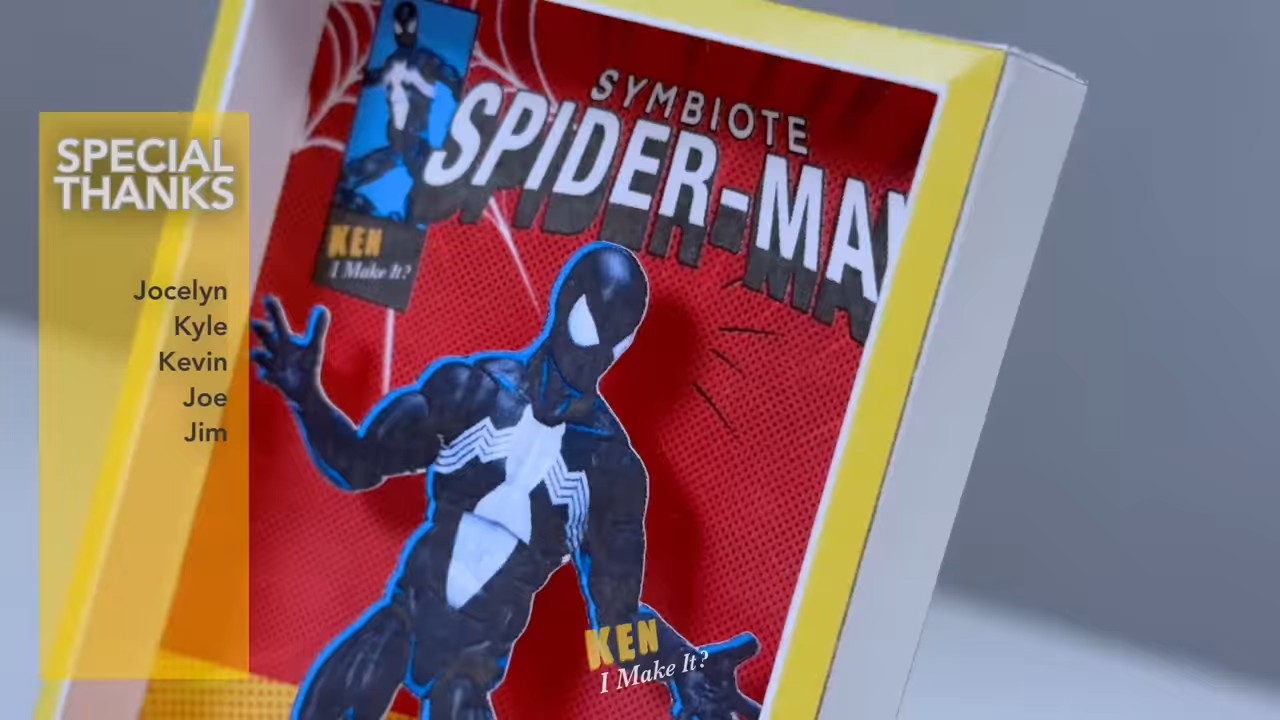 SPECIAL
THANKS
Jocelyn
Kyle
Kevin
Joe
Jim
SYMBIOTE
SPIDER-MA
KEN
I Make It?
KEN
I Make It?